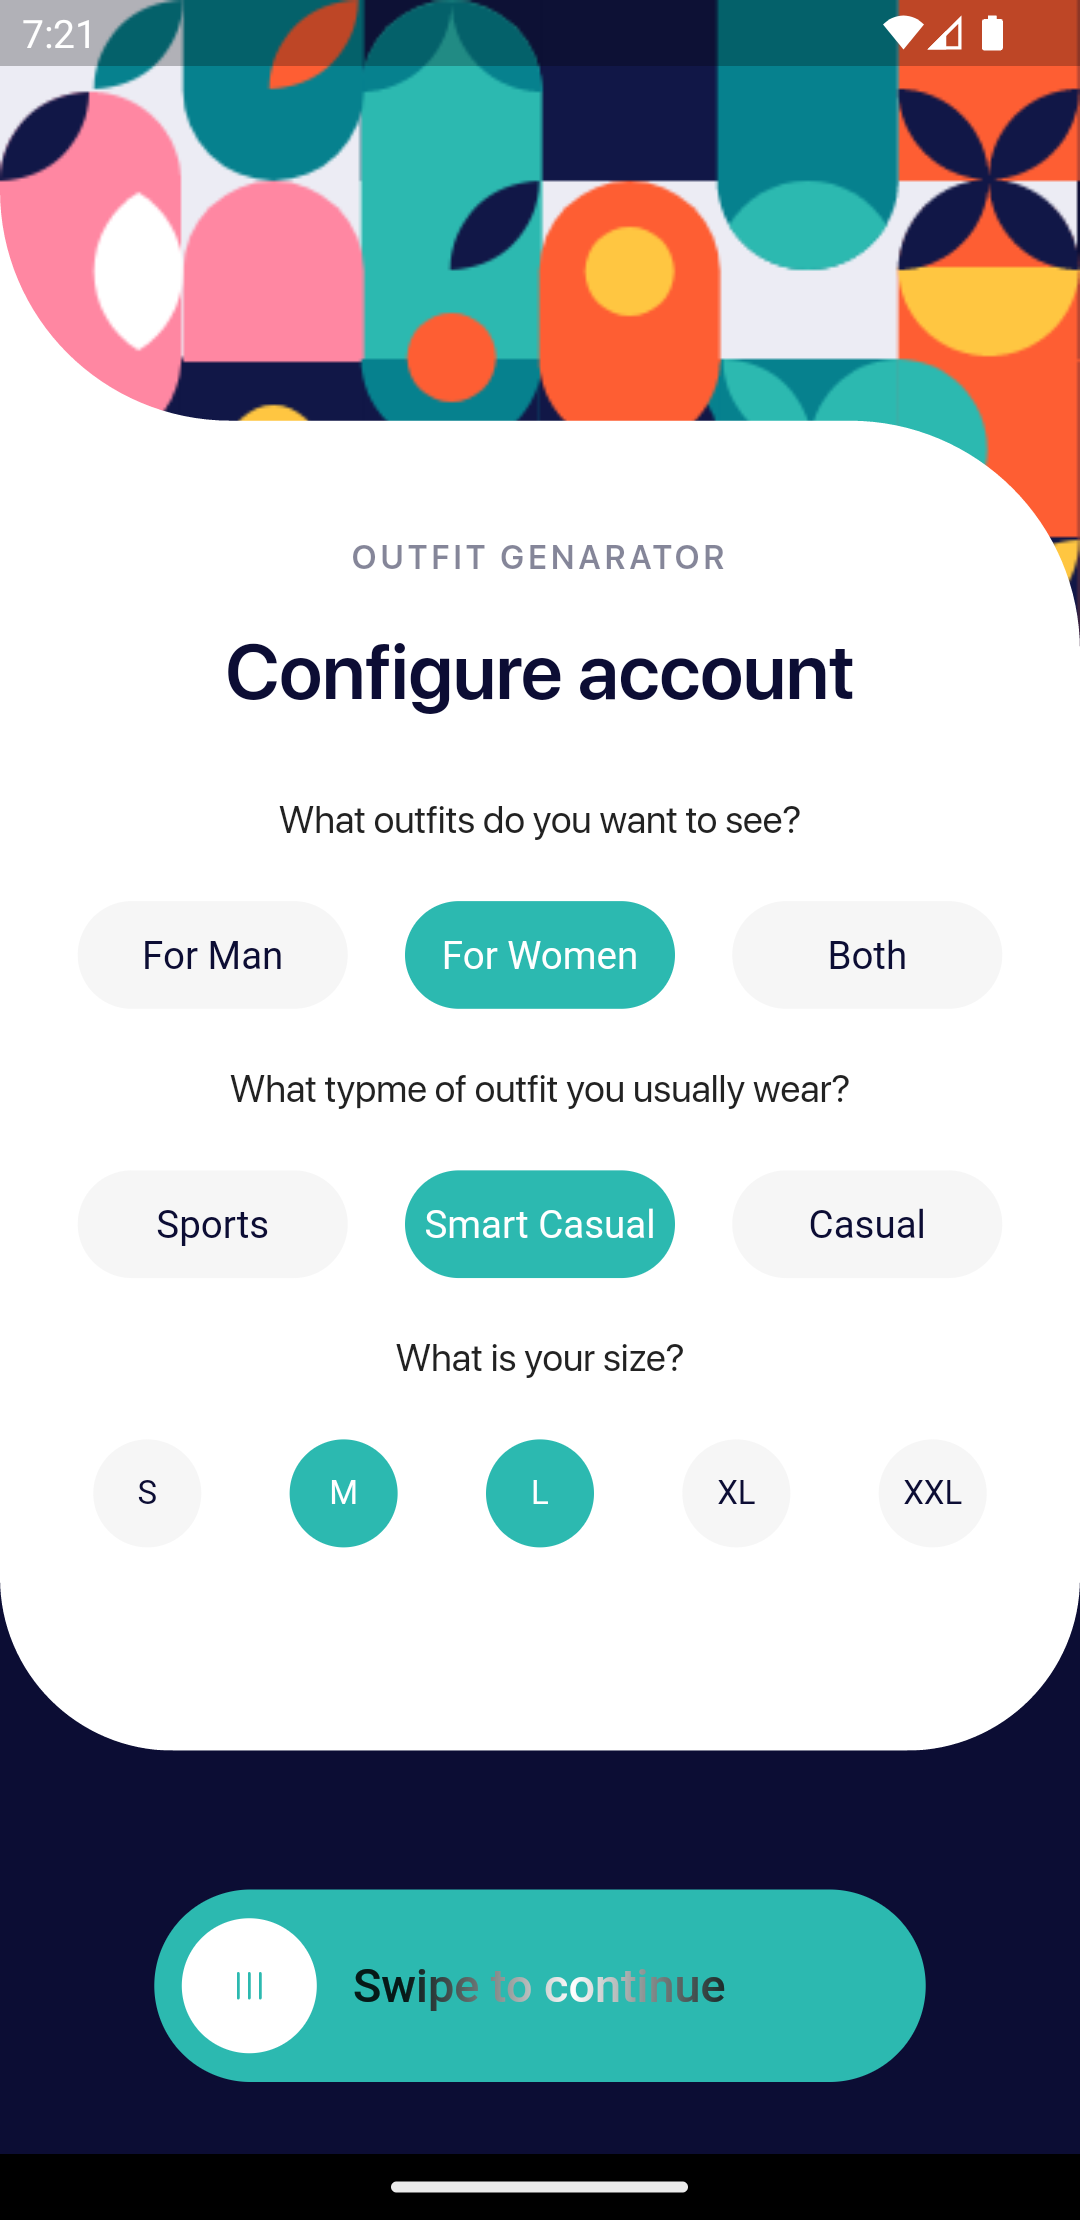 7:21
OUTFIT GENARATOR
Configure account
What outfits do you want to see?
For Man For Women Both
What typme of outfit you usually wear?
Sports Smart Casual Casual
What is your size?
S M L XL XXL
Swipe to continue